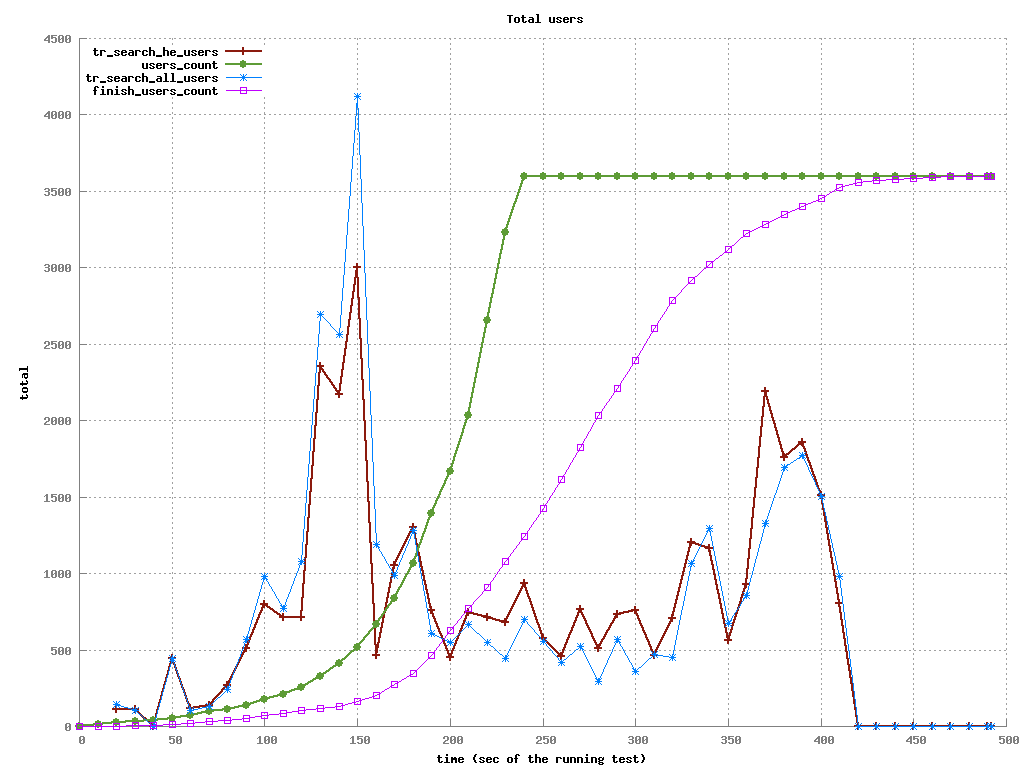 Total users
tr_search_he_users
users_count
tr_search_all_users
finish_users_count
4500
4000
3500
3000
2500
2000
1500
1000
500
0
total
0 50 100 150 200 250 300 350 400 450 500
time (sec of the running test)